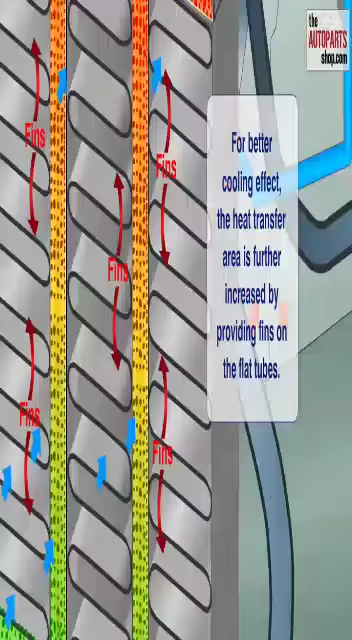 the
AUTOPARTS
shop.com
Fins
Fins
Fins
Fins
Fins
For better
cooling effect,
the heat transfer
area is further
increased by
providing fins on
the flat tubes.